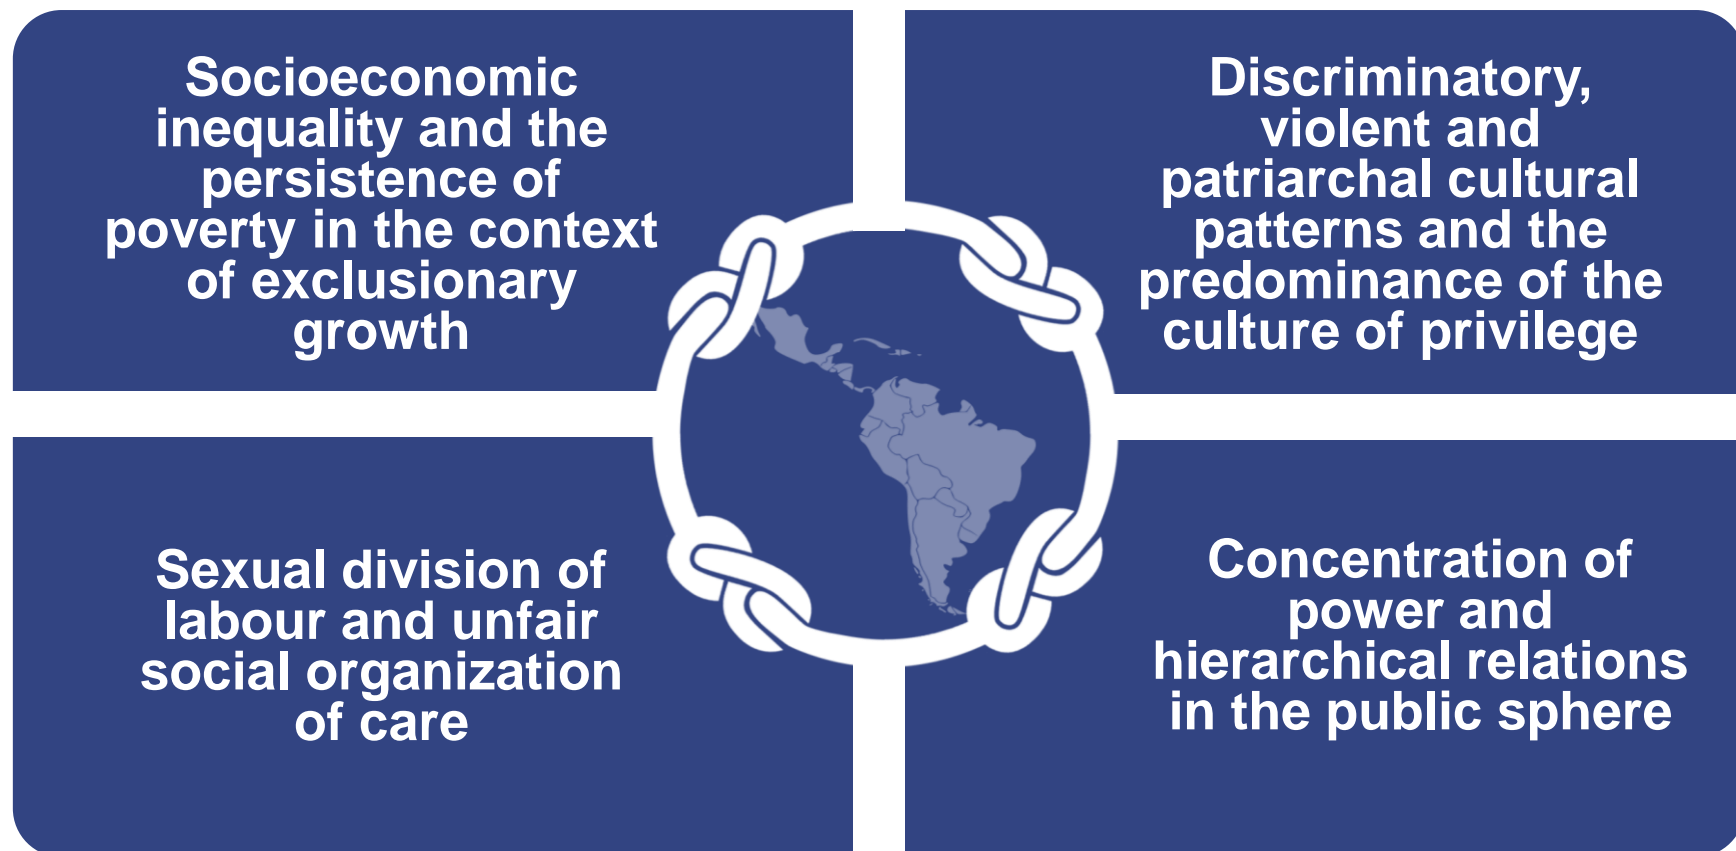 Socioeconomic
inequality and the
persistence of
poverty in the context
of exclusionary
growth
Discriminatory,
violent and
patriarchal cultural
patterns and the
predominance of the
culture of privilege
Sexual division of
labour and unfair
social organization
of care
Concentration of
power and
hierarchical relations
in the public sphere